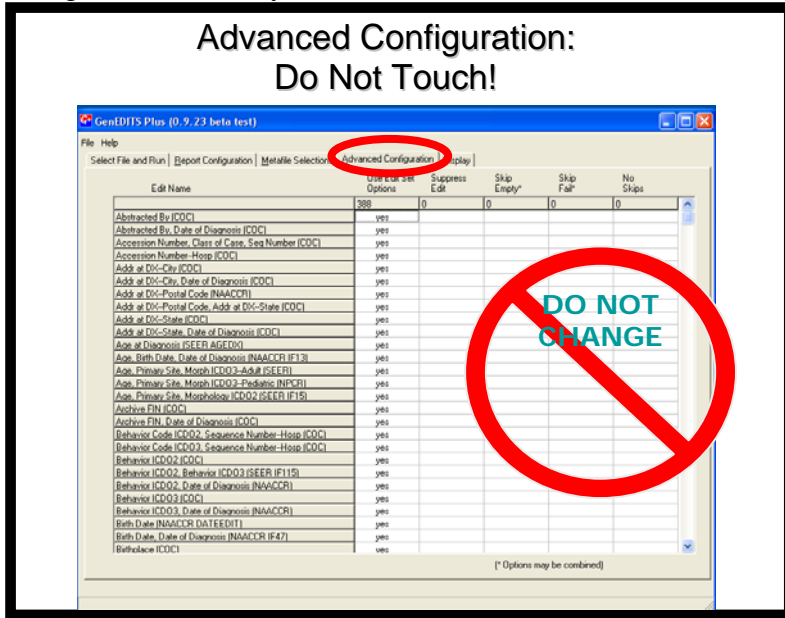 Advanced Configuration:
Do Not Touch!
GenEDITS Plus (0.9.23 beta test)
File Help
Select File and Run Report Configuration Metafile Selection Advanced Configuration
Edit Name Use Edit Set Options Suppress Edit Skip Empty* Skip Fail* No Skips
388 0 0 0 0
Abstracted By (COC) yes
Abstracted By, Date of Diagnosis (COC) yes
Accession Number, Class of Case, Seq Number (COC) yes
Accession Number-Hosp (COC) yes
Addr at DX--City (COC) yes
Addr at DX--City, Date of Diagnosis (COC) yes
Addr at DX--Postal Code (NAACCR) yes
Addr at DX--Postal Code, Addr at DX--State (COC) yes
Addr at DX--State (COC) yes
Addr at DX--State, Date of Diagnosis (COC) yes
Age at Diagnosis (SEER AGEDX) yes
Age, Birth Date, Date of Diagnosis (NAACCR IF13) yes
Age, Primary Site, Morph ICDO3--Adult (SEER) yes
Age, Primary Site, Morph ICDO3--Pediatric (NPCR) yes
Age, Primary Site, Morphology ICDO2 (SEER IF15) yes
Archive FIN (COC) yes
Archive FIN, Date of Diagnosis (COC) yes
Behavior Code ICDO2, Sequence Number--Hosp (COC) yes
Behavior Code ICDO3, Sequence Number--Hosp (COC) yes
Behavior ICDO2 (COC) yes
Behavior ICDO2, Behavior ICDO3 (SEER IF115) yes
Behavior ICDO2, Date of Diagnosis (NAACCR) yes
Behavior ICDO3 (COC) yes
Behavior ICDO3, Date of Diagnosis (NAACCR) yes
Birth Date (NAACCR DATEEDIT) yes
Birth Date, Date of Diagnosis (NAACCR IF47) yes
Birthplace (COC) yes
DO NOT
CHANGE
(* Options may be combined)